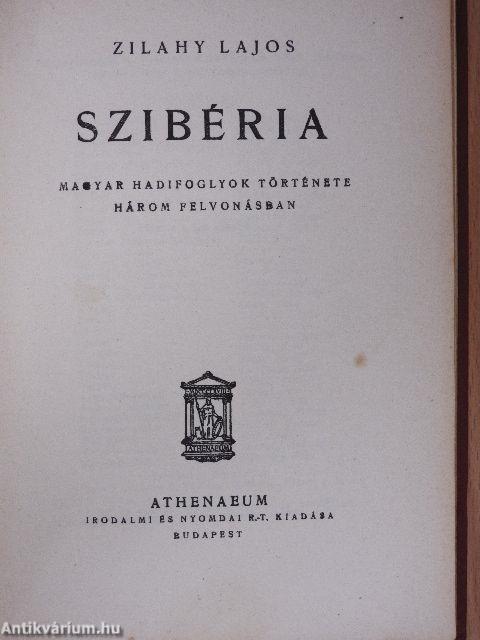 ZILAHY LAJOS
SZIBÉRIA
MAGYAR HADIFOGLYOK TÖRTÉNETE
HÁROM FELVONÁSBAN
ATHENAEUM
ATHENAEUM
IRODALMI ÉS NYOMDAI R.-T. KIADÁSA
BUDAPEST
Antikvárium.hu